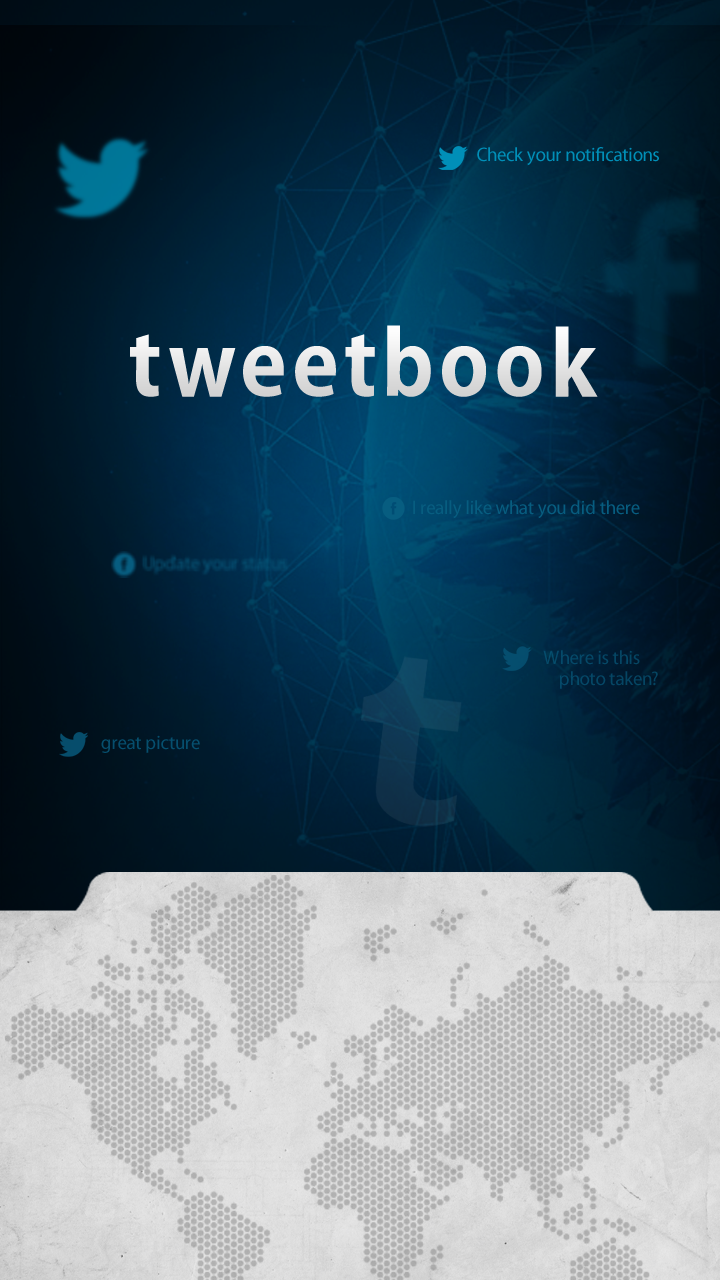 Check your notifications
f
tweetbook
f I really like what you did there
f Update your status
Where is this
photo taken?
t
great picture